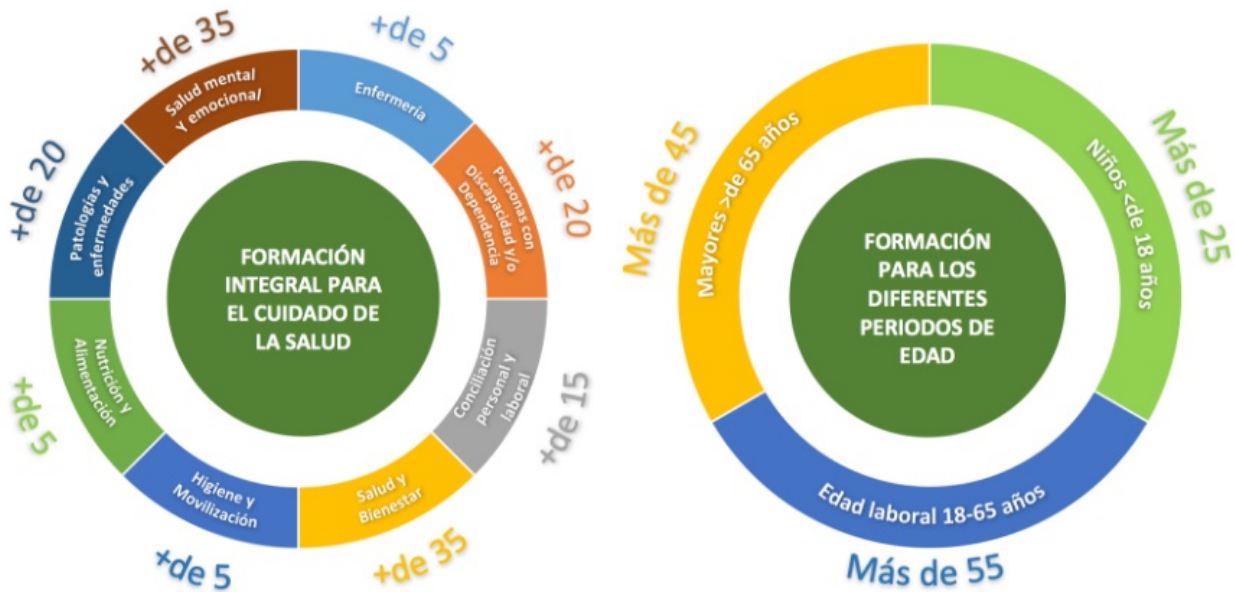 +de 35
+de 5
Salud mental
Y emocional
Enfermería
+de 20
Patologías y
enfermedades
Personas con
Discapacidad y/o
Dependencia
+de 20
FORMACIÓN
INTEGRAL PARA
EL CUIDADO DE
LA SALUD
+de 5
Nutrición y
Alimentación
Conciliación
personal y
laboral
+de 15
Higiene y
Movilización
Salud y
Bienestar
+de 5
+de 35
Más de 45
Mayores >de 65 años
Niños <de 18 años
Más de 25
FORMACIÓN
PARA LOS
DIFERENTES
PERIODOS DE
EDAD
Edad laboral 18-65 años
Más de 55